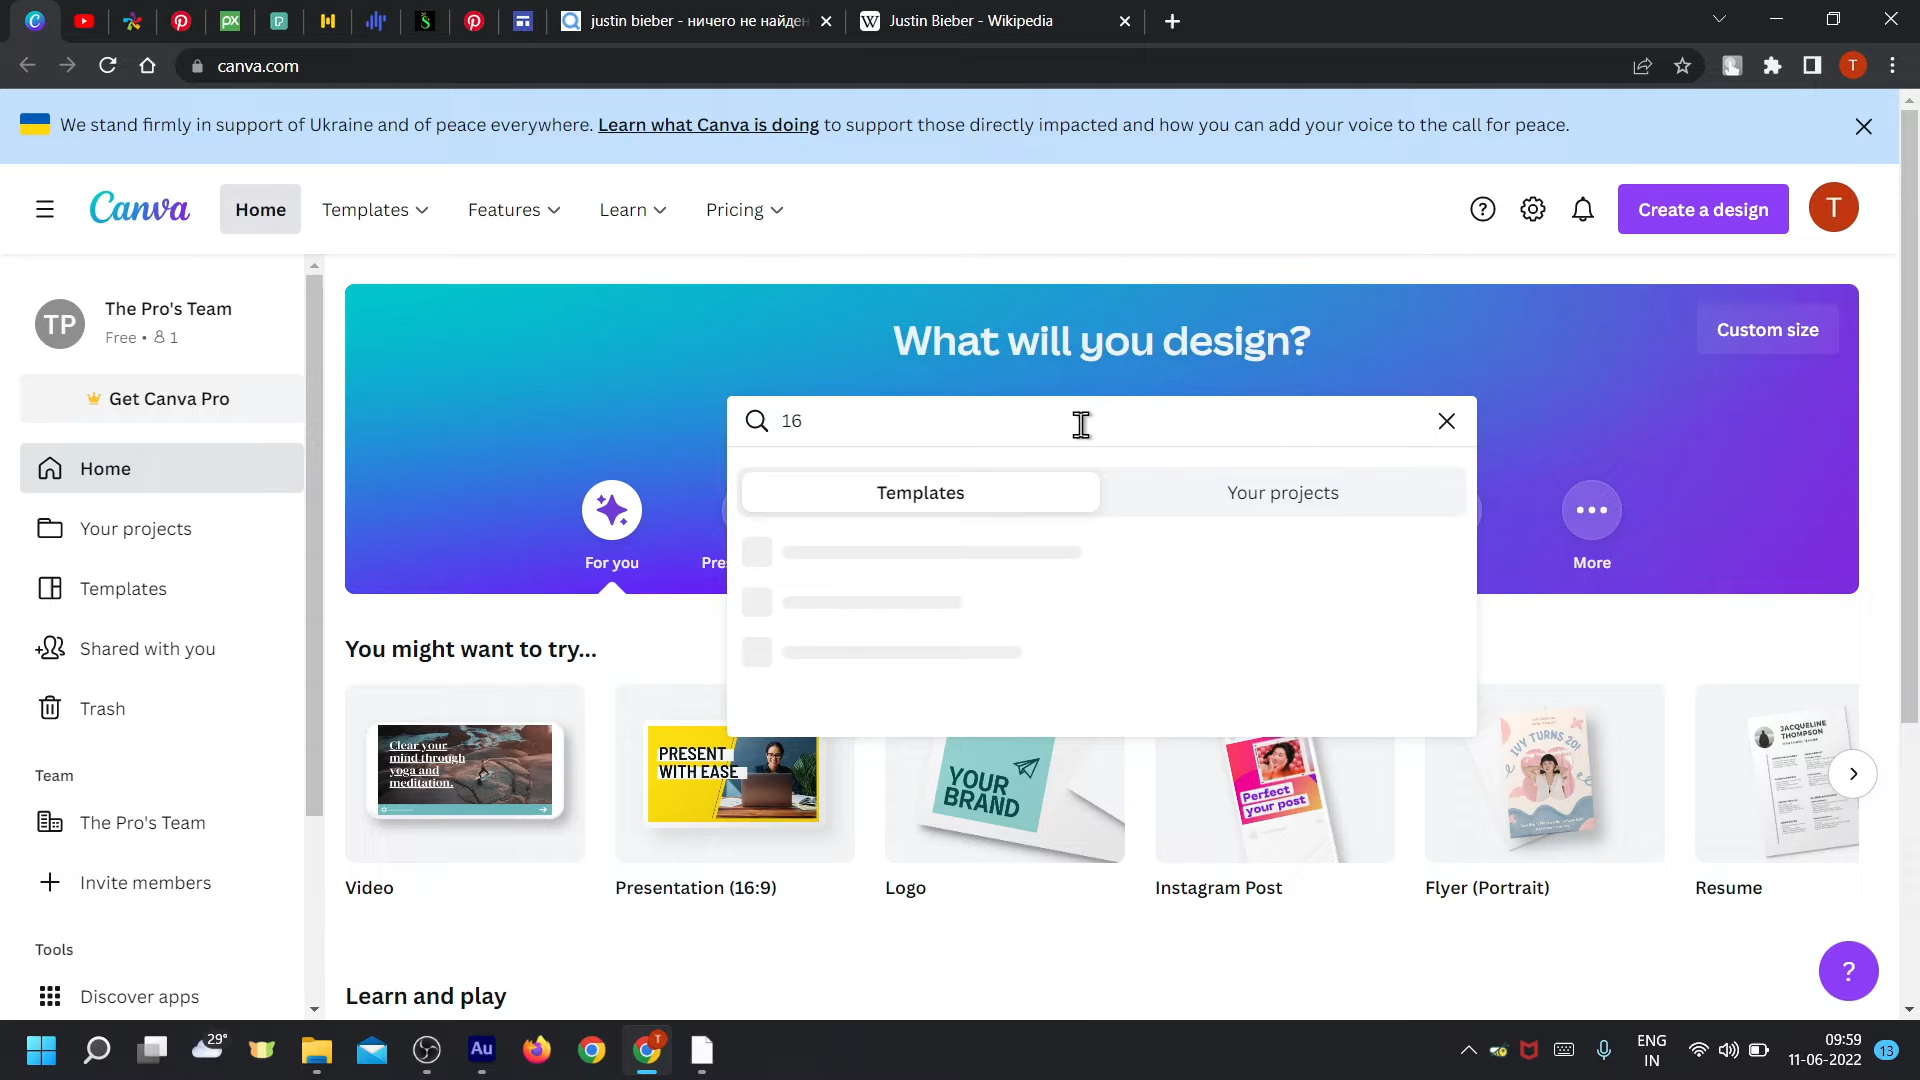 justin bieber - ничего не найден
Justin Bieber - Wikipedia
canva.com
T
We stand firmly in support of Ukraine and of peace everywhere. Learn what Canva is doing to support those directly impacted and how you can add your voice to the call for peace.
Canva
Home
Templates
Features
Learn
Pricing
Create a design
T
TP
The Pro's Team
Free • 1
Get Canva Pro
Home
Your projects
Templates
Shared with you
Trash
Team
The Pro's Team
Invite members
Tools
Discover apps
What will you design?
Custom size
16
Templates
Your projects
For you
Pres
More
You might want to try...
Clear your
mind through
yoga and
meditation.
PRESENT
WITH EASE
YOUR
BRAND
Perfect
your post
IVY TURNS 20!
JACQUELINE
THOMPSON
Video
Presentation (16:9)
Logo
Instagram Post
Flyer (Portrait)
Resume
Learn and play
?
29°
Au
T
ENG
IN
09:59
11-06-2022
13